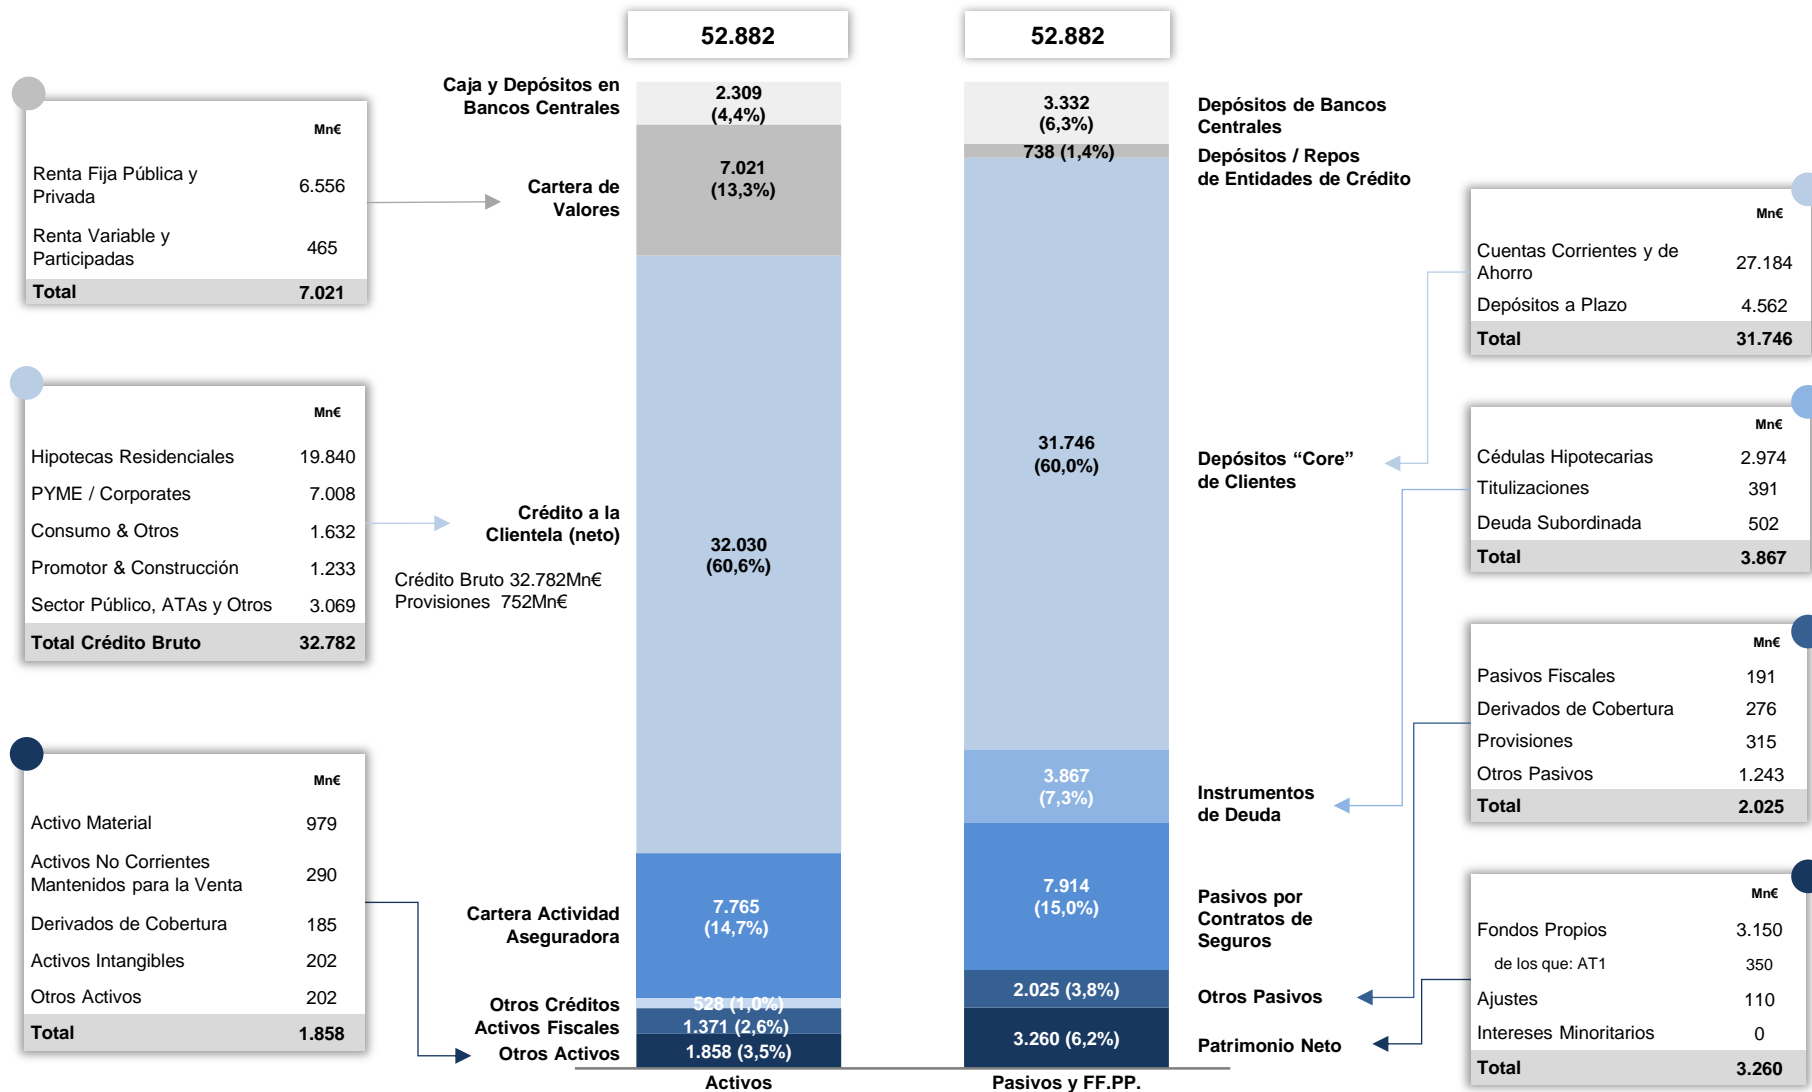 52.882
52.882
Mn€
Renta Fija Pública y
Privada
6.556
Renta Variable y
Participadas
465
Total 7.021
Mn€
Hipotecas Residenciales 19.840
PYME / Corporates 7.008
Consumo & Otros 1.632
Promotor & Construcción 1.233
Sector Público, ATAs y Otros 3.069
Total Crédito Bruto 32.782
Mn€
Activo Material 979
Activos No Corrientes
Mantenidos para la Venta
290
Derivados de Cobertura 185
Activos Intangibles 202
Otros Activos 202
Total 1.858
Caja y Depósitos en
Bancos Centrales
Cartera de
Valores
Crédito a la
Clientela (neto)
Crédito Bruto 32.782Mn€
Provisiones 752Mn€
Cartera Actividad
Aseguradora
Otros Créditos
Activos Fiscales
Otros Activos
2.309
(4,4%)
7.021
(13,3%)
32.030
(60,6%)
7.765
(14,7%)
528 (1,0%)
1.371 (2,6%)
1.858 (3,5%)
Activos
3.332
(6,3%)
738 (1,4%)
31.746
(60,0%)
3.867
(7,3%)
7.914
(15,0%)
2.025 (3,8%)
3.260 (6,2%)
Pasivos y FF.PP.
Depósitos de Bancos
Centrales
Depósitos / Repos
de Entidades de Crédito
Depósitos “Core”
de Clientes
Instrumentos
de Deuda
Pasivos por
Contratos de
Seguros
Otros Pasivos
Patrimonio Neto
Mn€
Cuentas Corrientes y de
Ahorro
27.184
Depósitos a Plazo 4.562
Total 31.746
Mn€
Cédulas Hipotecarias 2.974
Titulizaciones 391
Deuda Subordinada 502
Total 3.867
Mn€
Pasivos Fiscales 191
Derivados de Cobertura 276
Provisiones 315
Otros Pasivos 1.243
Total 2.025
Mn€
Fondos Propios 3.150
de los que: AT1 350
Ajustes 110
Intereses Minoritarios 0
Total 3.260